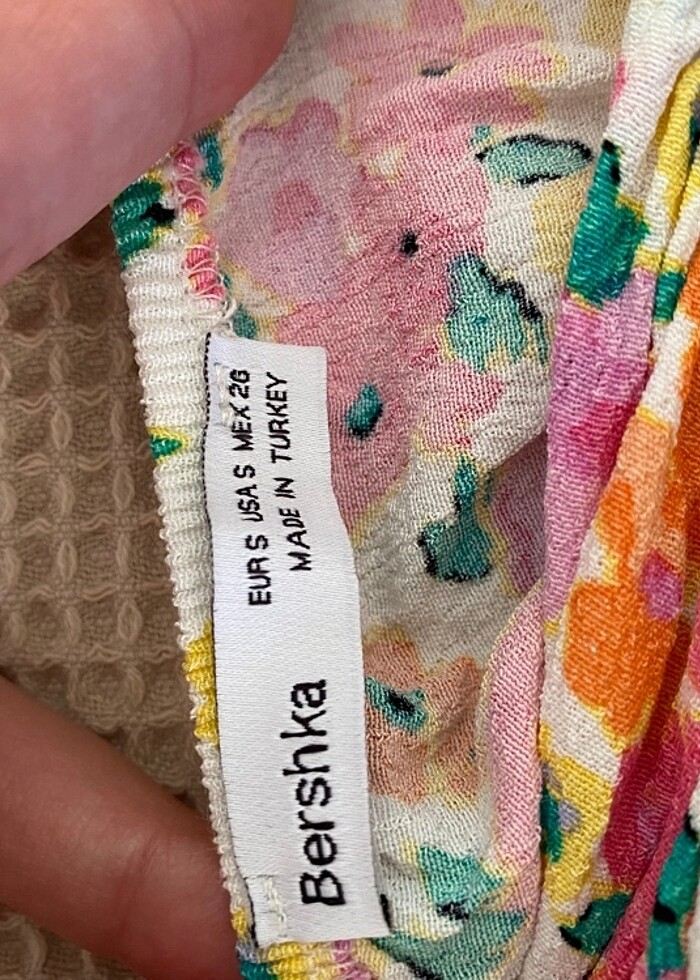 Bershka
EUR S USA S MEX 26
MADE IN TURKEY